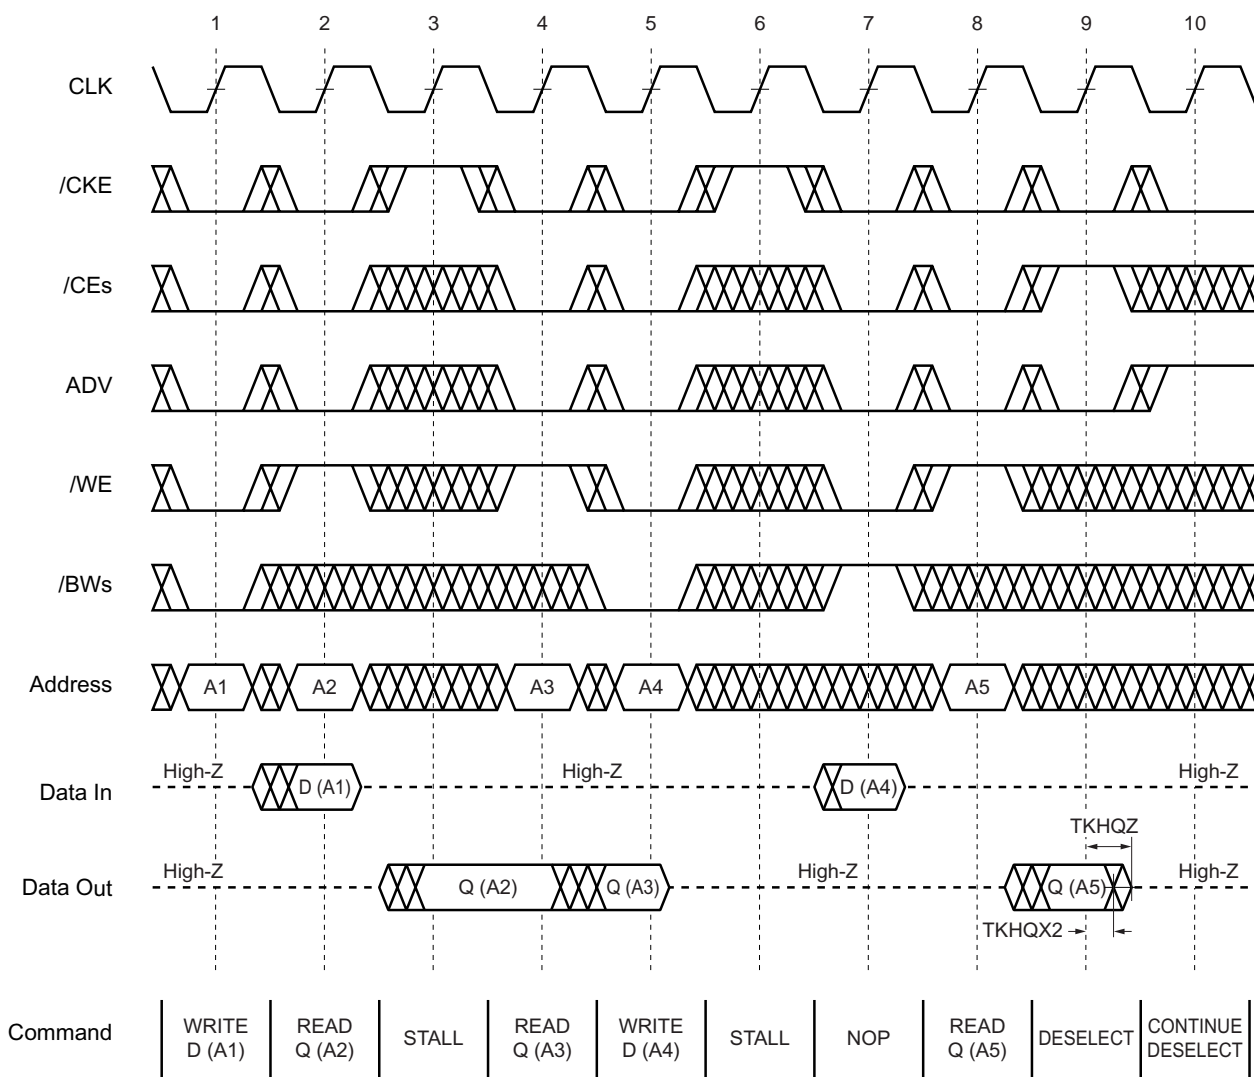 1 2 3 4 5 6 7 8 9 10
CLK
/CKE
/CEs
ADV
/WE
/BWs
Address A1 A2 A3 A4 A5
High-Z High-Z High-Z
Data In D (A1) D (A4)
TKHQZ
High-Z High-Z High-Z
Data Out Q (A2) Q (A3) Q (A5)
TKHQX2
Command
WRITE
D (A1)
READ
Q (A2)
STALL
READ
Q (A3)
WRITE
D (A4)
STALL
NOP
READ
Q (A5)
DESELECT
CONTINUE
DESELECT